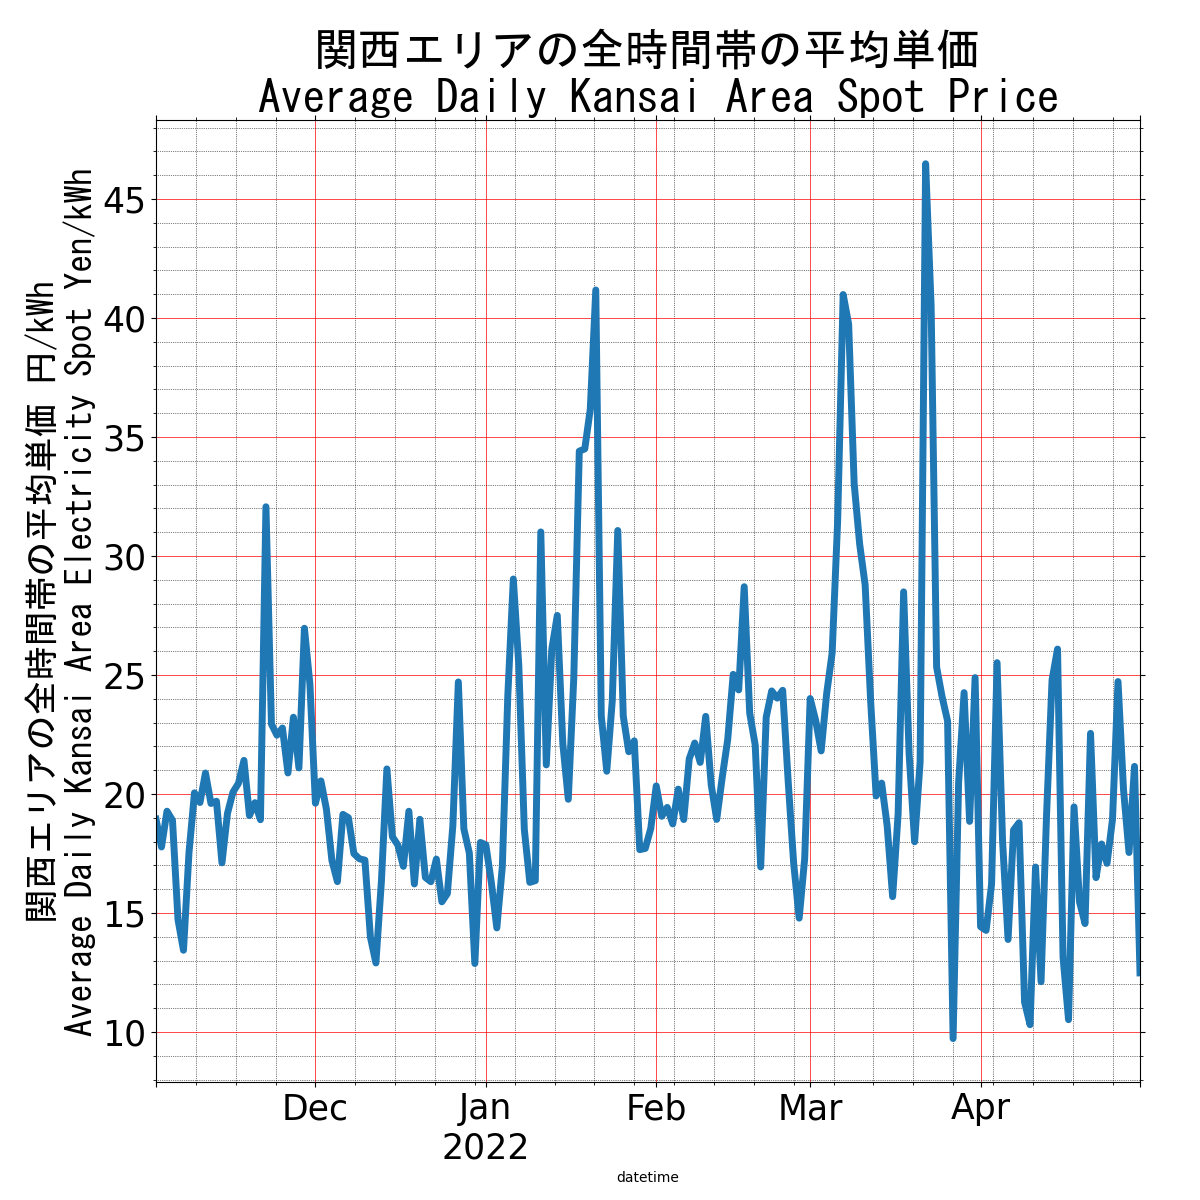 関西エリアの全時間帯の平均単価
Average Daily Kansai Area Spot Price
関西エリアの全時間帯の平均単価 円/kWh
Average Daily Kansai Area Electricity Spot Yen/kWh
45
40
35
30
25
20
15
10
Dec
Jan
2022
Feb
Mar
Apr
datetime